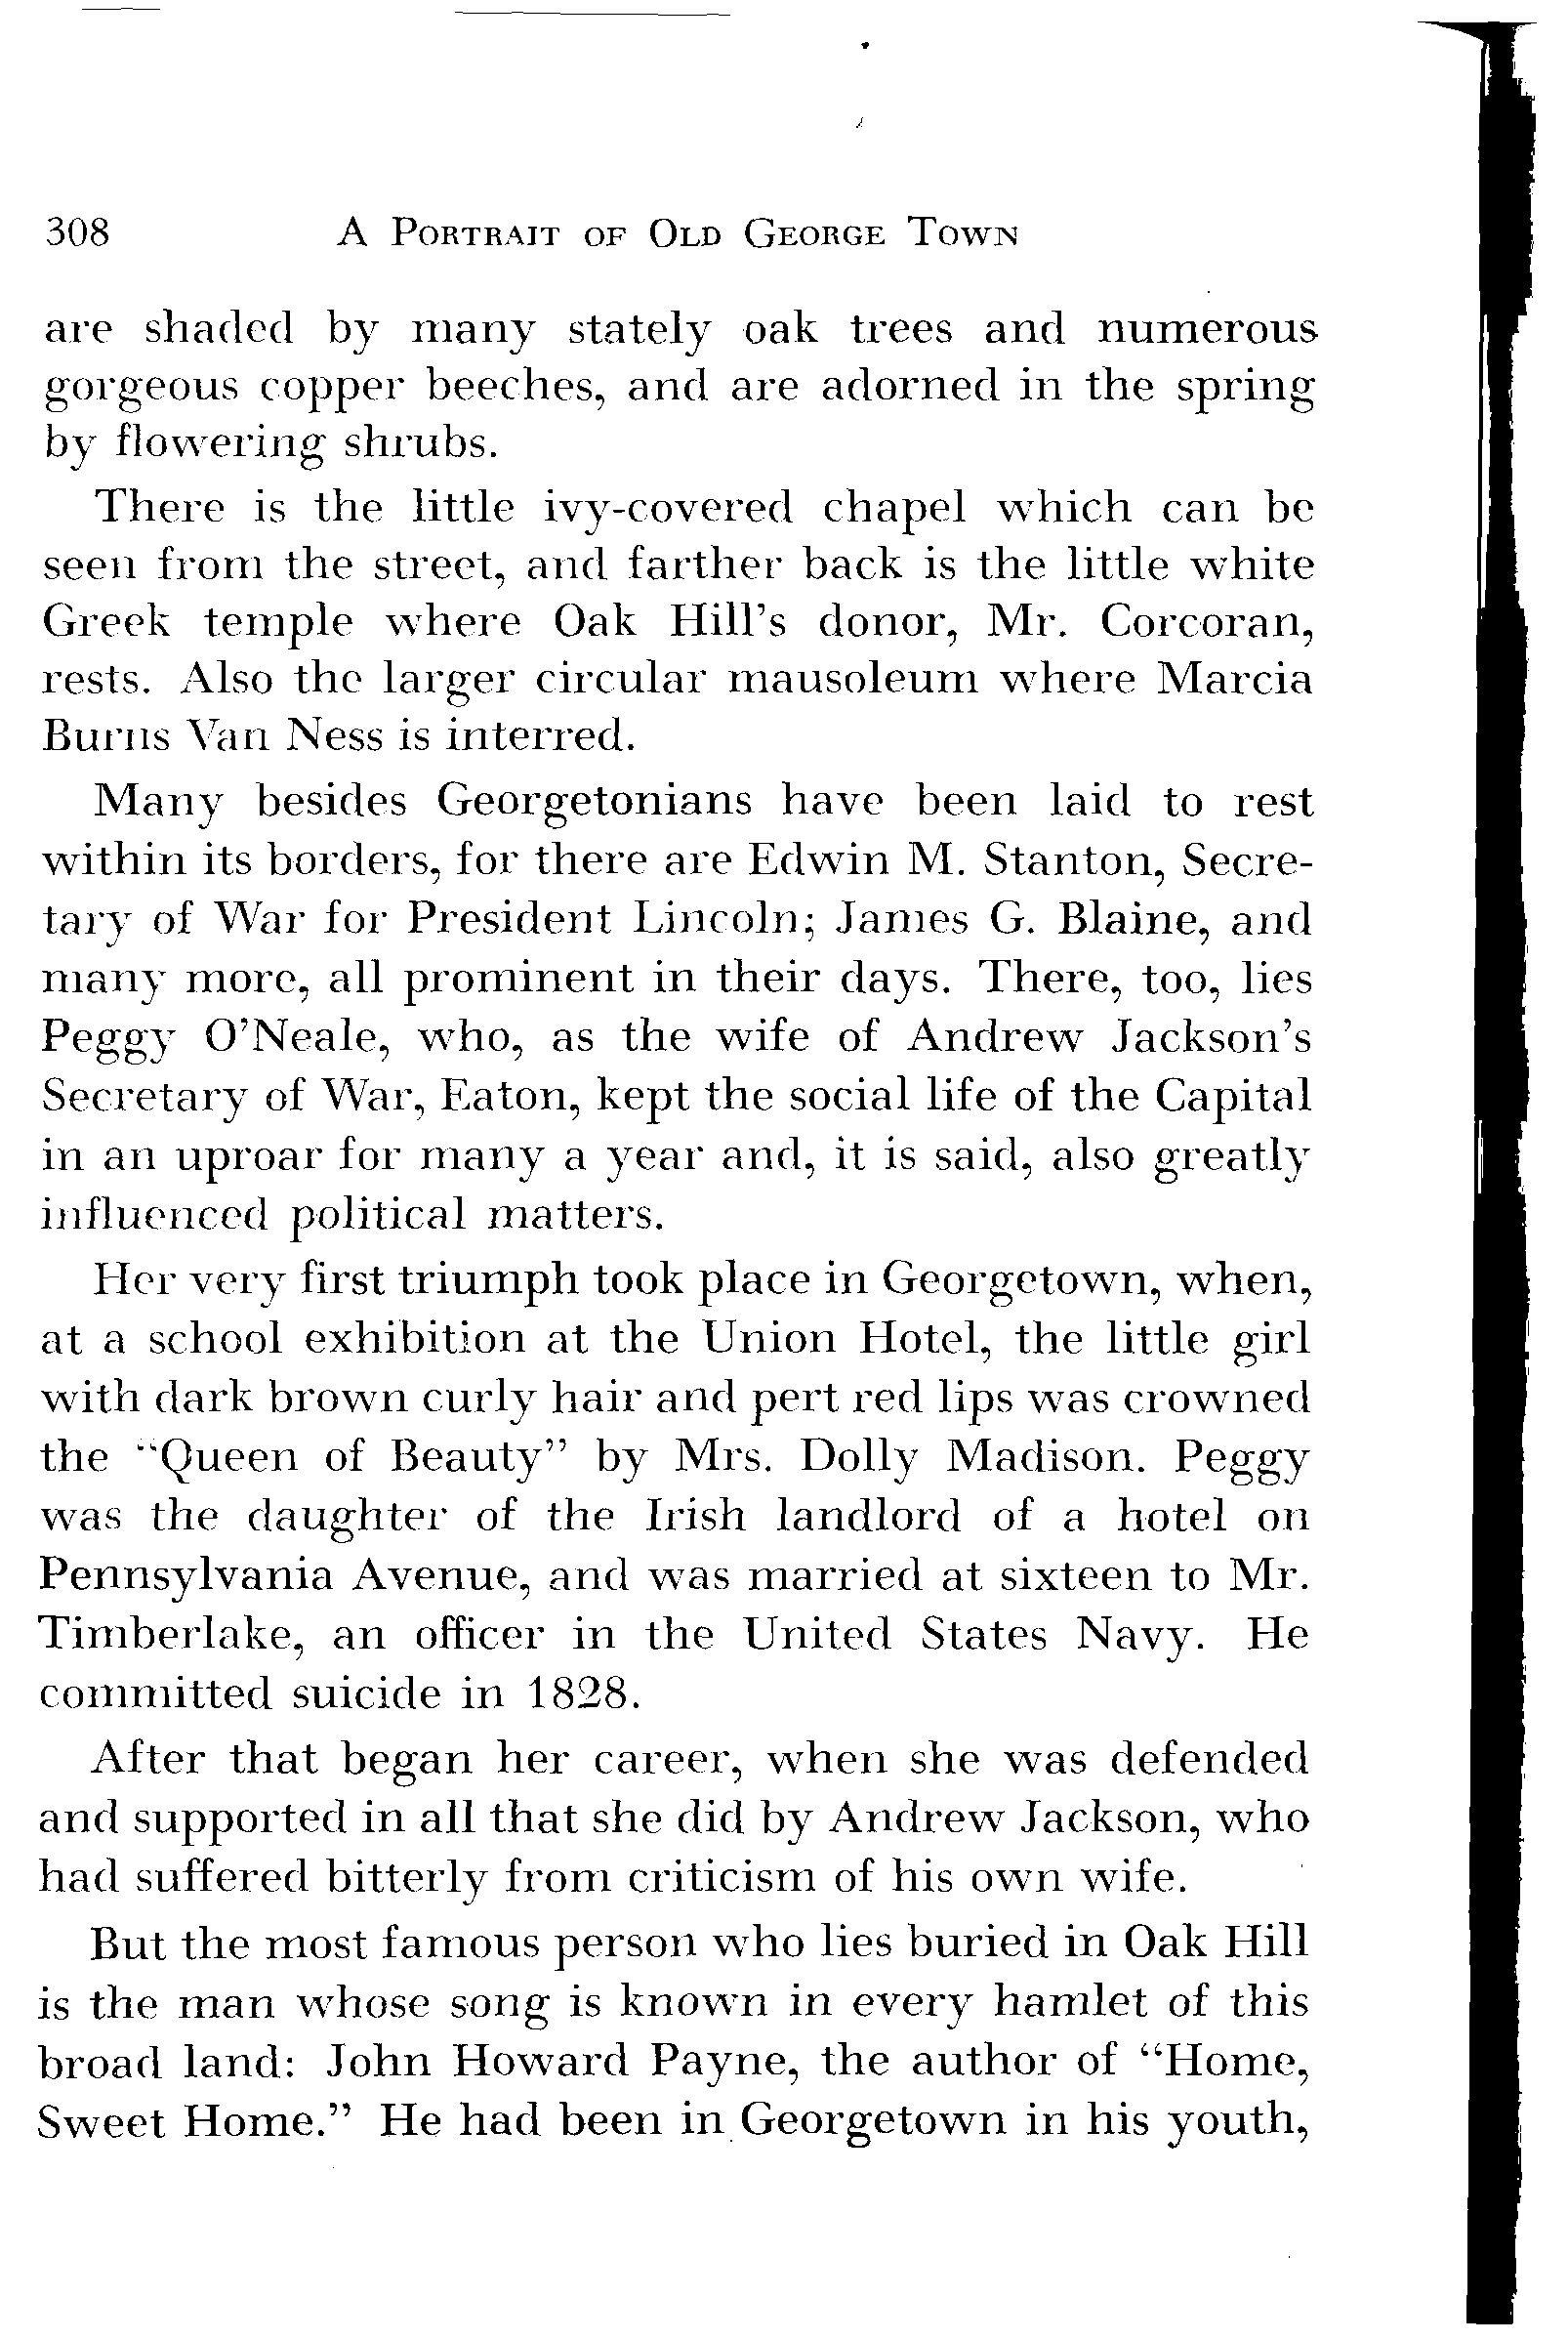 308 A Portrait of Old George Town
are shaded by many stately oak trees and numerous
gorgeous copper beeches, and are adorned in the spring
by flowering shrubs.
There is the little ivy-covered chapel which can be
seen from the street, and farther back is the little white
Greek temple where Oak Hill's donor, Mr. Corcoran,
rests. Also the larger circular mausoleum where Marcia
Burns Van Ness is interred.
Many besides Georgetonians have been laid to rest
within its borders, for there are Edwin M. Stanton, Secre-
tary of War for President Lincoln; James G. Blaine, and
many more, all prominent in their days. There, too, lies
Peggy O'Neale, who, as the wife of Andrew Jackson's
Secretary of War, Eaton, kept the social life of the Capital
in an uproar for many a year and, it is said, also greatly
influenced political matters.
Her very first triumph took place in Georgetown, when,
at a school exhibition at the Union Hotel, the little girl
with dark brown curly hair and pert red lips was crowned
the "Queen of Beauty" by Mrs. Dolly Madison. Peggy
was the daughter of the Irish landlord of a hotel on
Pennsylvania Avenue, and was married at sixteen to Mr.
Timberlake, an officer in the United States Navy. He
committed suicide in 1828.
After that began her career, when she was defended
and supported in all that she did by Andrew Jackson, who
had suffered bitterly from criticism of his own wife.
But the most famous person who lies buried in Oak Hill
is the man whose song is known in every hamlet of this
broad land: John Howard Payne, the author of "Home,
Sweet Home." He had been in Georgetown in his youth,